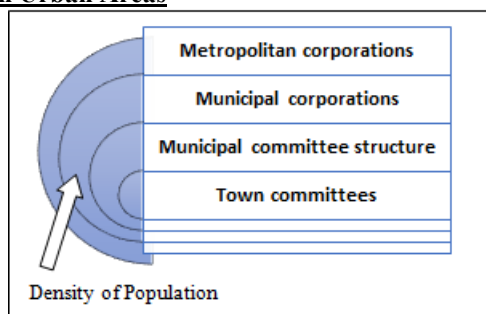 Urban Areas
Metropolitan corporations
Municipal corporations
Municipal committee structure
Town committees
Density of Population